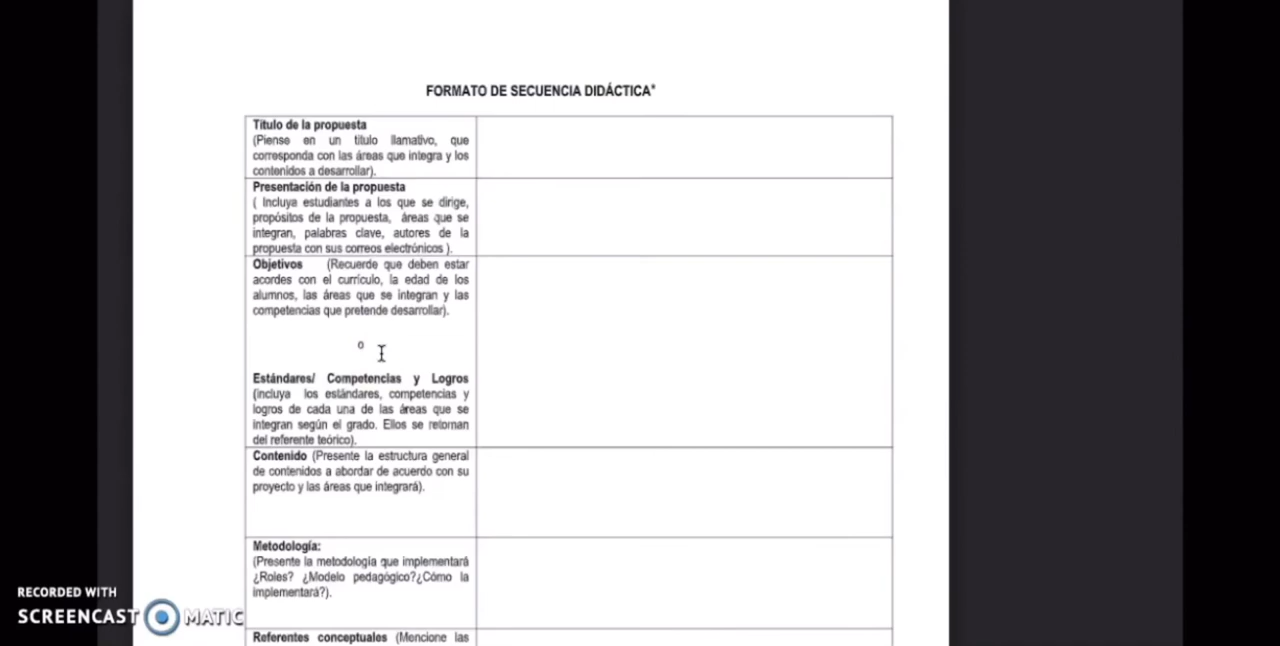 FORMATO DE SECUENCIA DIDÁCTICA*
Título de la propuesta
(Piense en un titulo llamativo, que
corresponda con las áreas que integra y los
contenidos a desarrollar).
Presentación de la propuesta
( Incluya estudiantes a los que se dirige,
propósitos de la propuesta, áreas que se
integran, palabras clave, autores de la
propuesta con sus correos electrónicos ).
Objetivos (Recuerde que deben estar
acordes con el currículo, la edad de los
alumnos, las áreas que se integran y las
competencias que pretende desarrollar).
o
Estándares/ Competencias y Logros
(incluya los estándares, competencias y
logros de cada una de las áreas que se
integran según el grado. Ellos se retoman
del referente teórico).
Contenido (Presente la estructura general
de contenidos a abordar de acuerdo con su
proyecto y las áreas que integrará).
Metodología:
(Presente la metodología que implementará
¿Roles? ¿Modelo pedagógico?¿Cómo la
implementará?).
Referentes conceptuales (Mencione las
RECORDED WITH
SCREENCAST MATIC